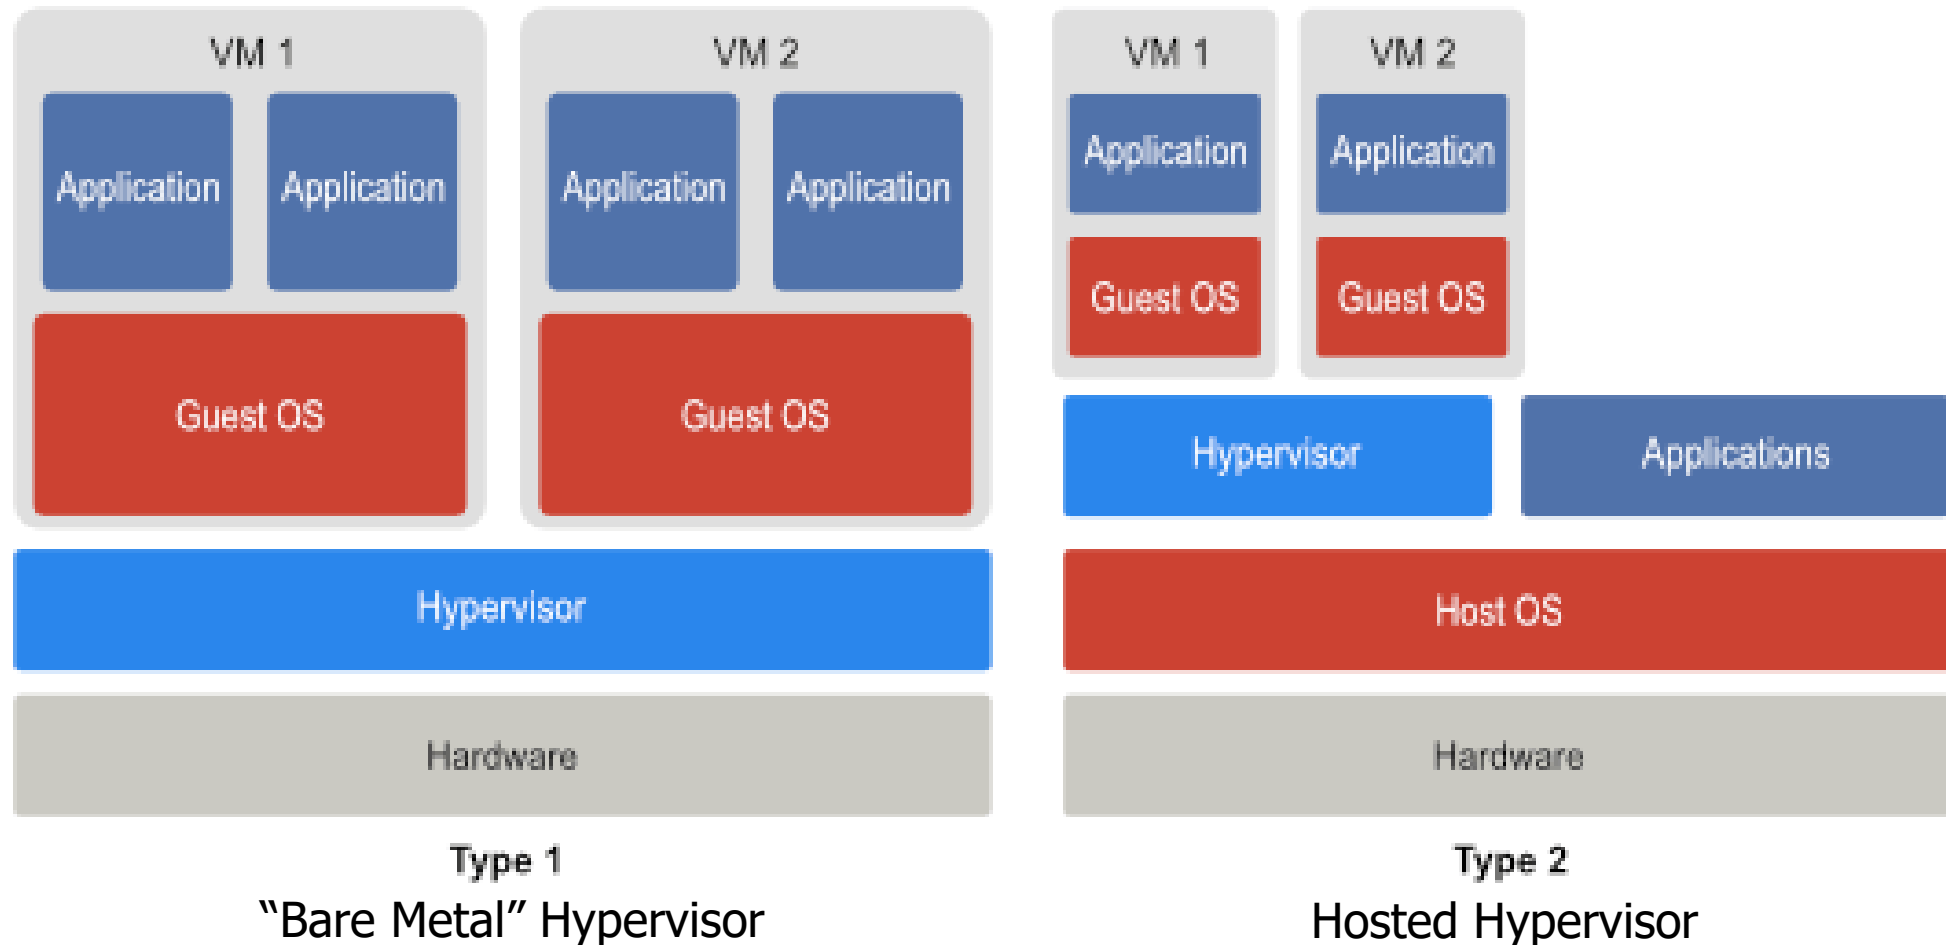 VM 1
VM 2
Application
Application
Application
Application
Guest OS
Guest OS
Hypervisor
Hardware
Type 1
“Bare Metal” Hypervisor
VM 1
VM 2
Application
Application
Guest OS
Guest OS
Hypervisor
Applications
Host OS
Hardware
Type 2
Hosted Hypervisor